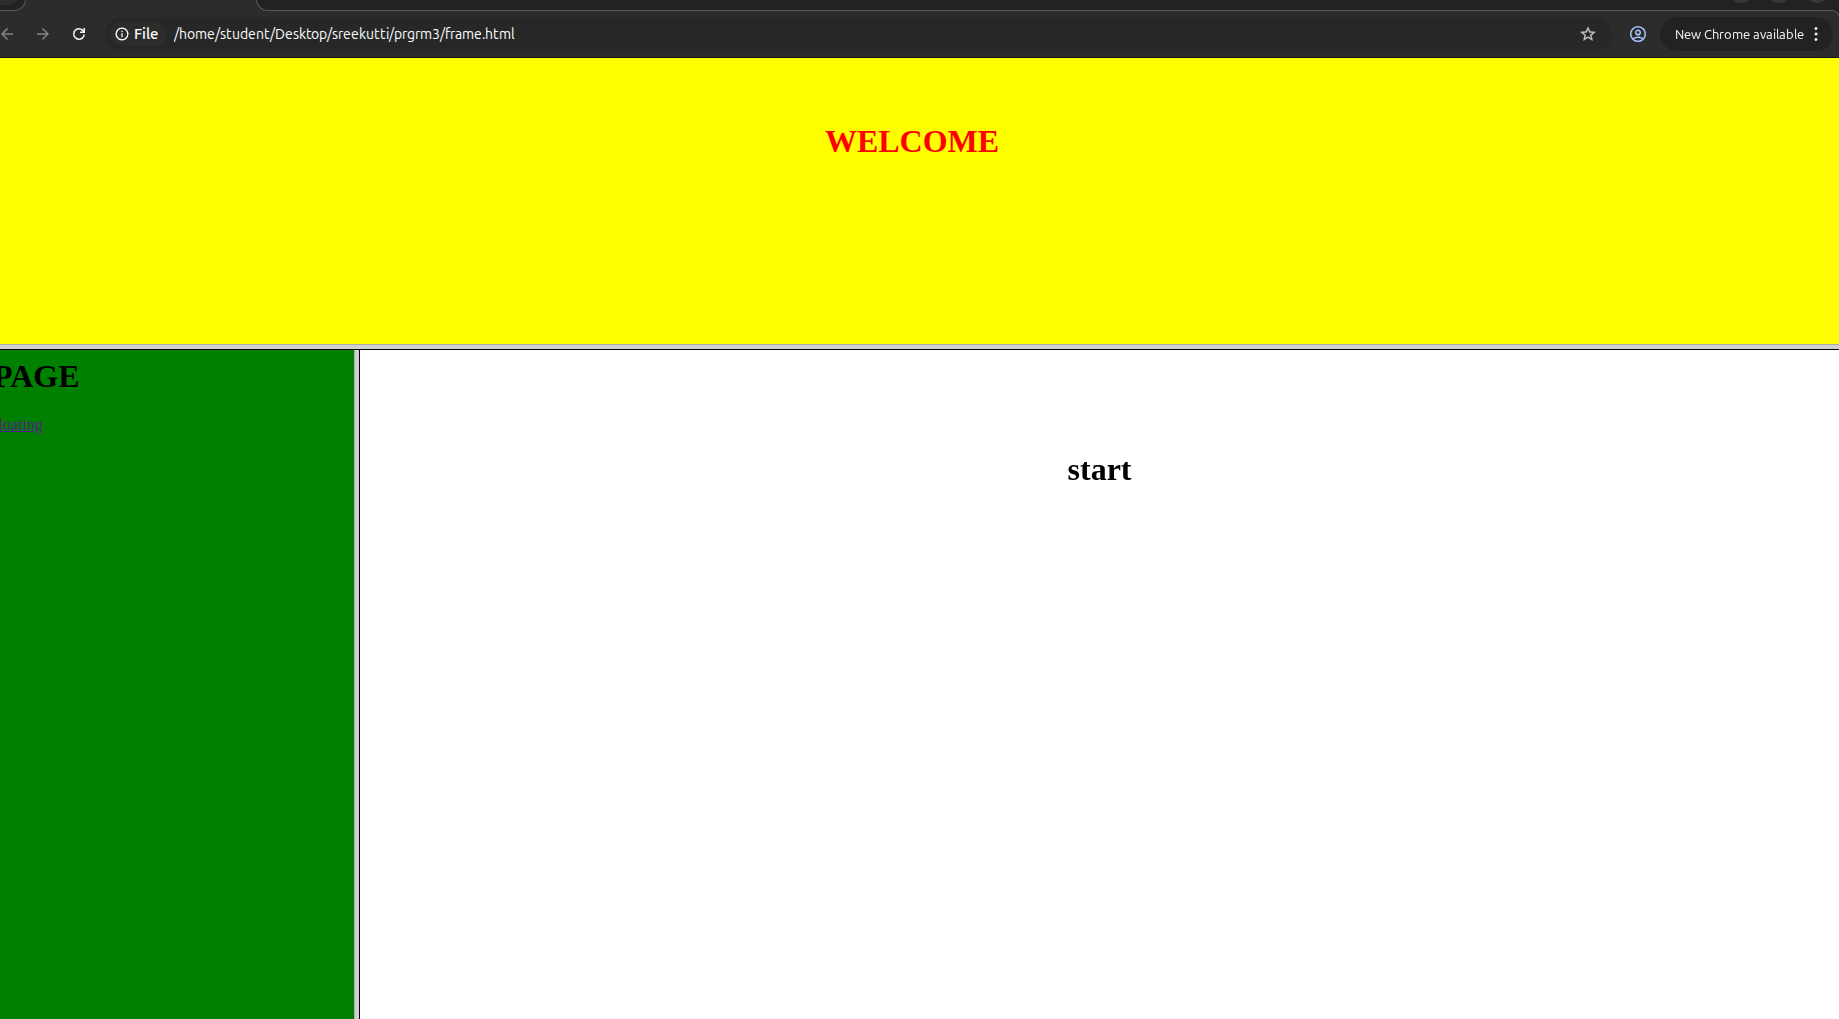 File /home/student/Desktop/sreekutti/prgrm3/frame.html New Chrome available
WELCOME
PAGE
start